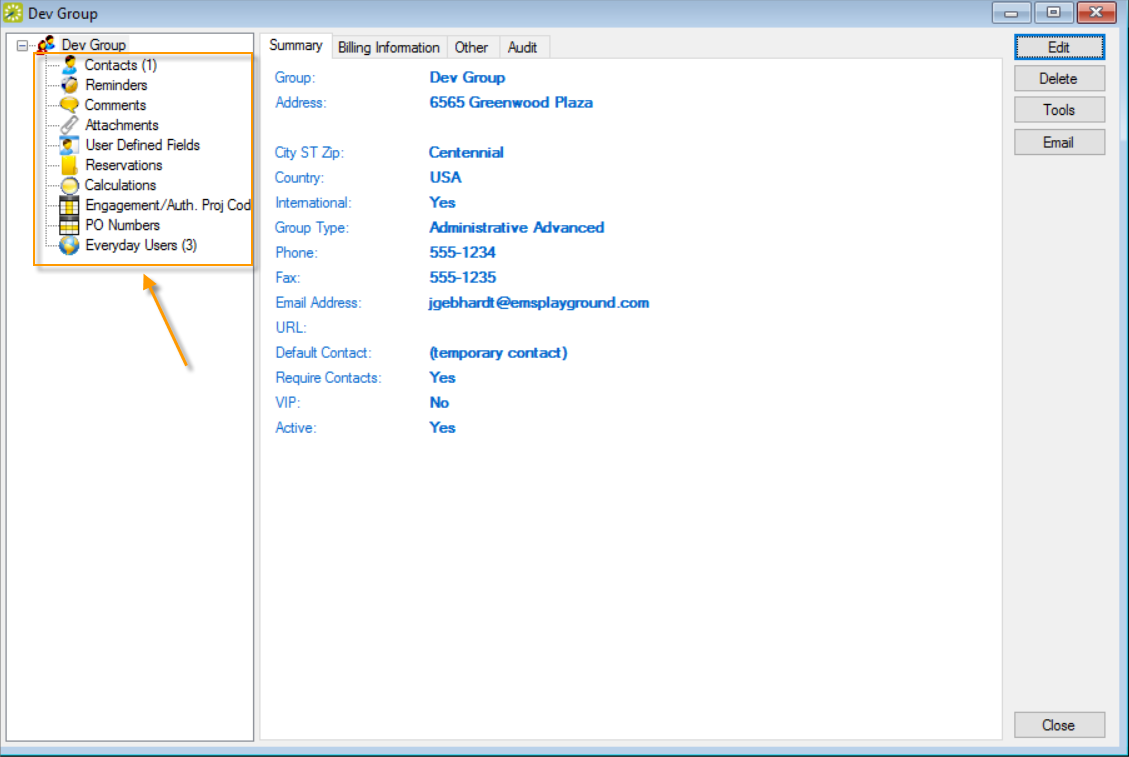 Dev Group
Dev Group
Contacts (1)
Reminders
Comments
Attachments
User Defined Fields
Reservations
Calculations
Engagement/Auth. Proj Cod
PO Numbers
Everyday Users (3)
Summary Billing Information Other Audit
Group: Dev Group
Address: 6565 Greenwood Plaza
City ST Zip: Centennial
Country: USA
International: Yes
Group Type: Administrative Advanced
Phone: 555-1234
Fax: 555-1235
Email Address: jgebhardt@emsplayground.com
URL:
Default Contact: (temporary contact)
Require Contacts: Yes
VIP: No
Active: Yes
Edit
Delete
Tools
Email
Close